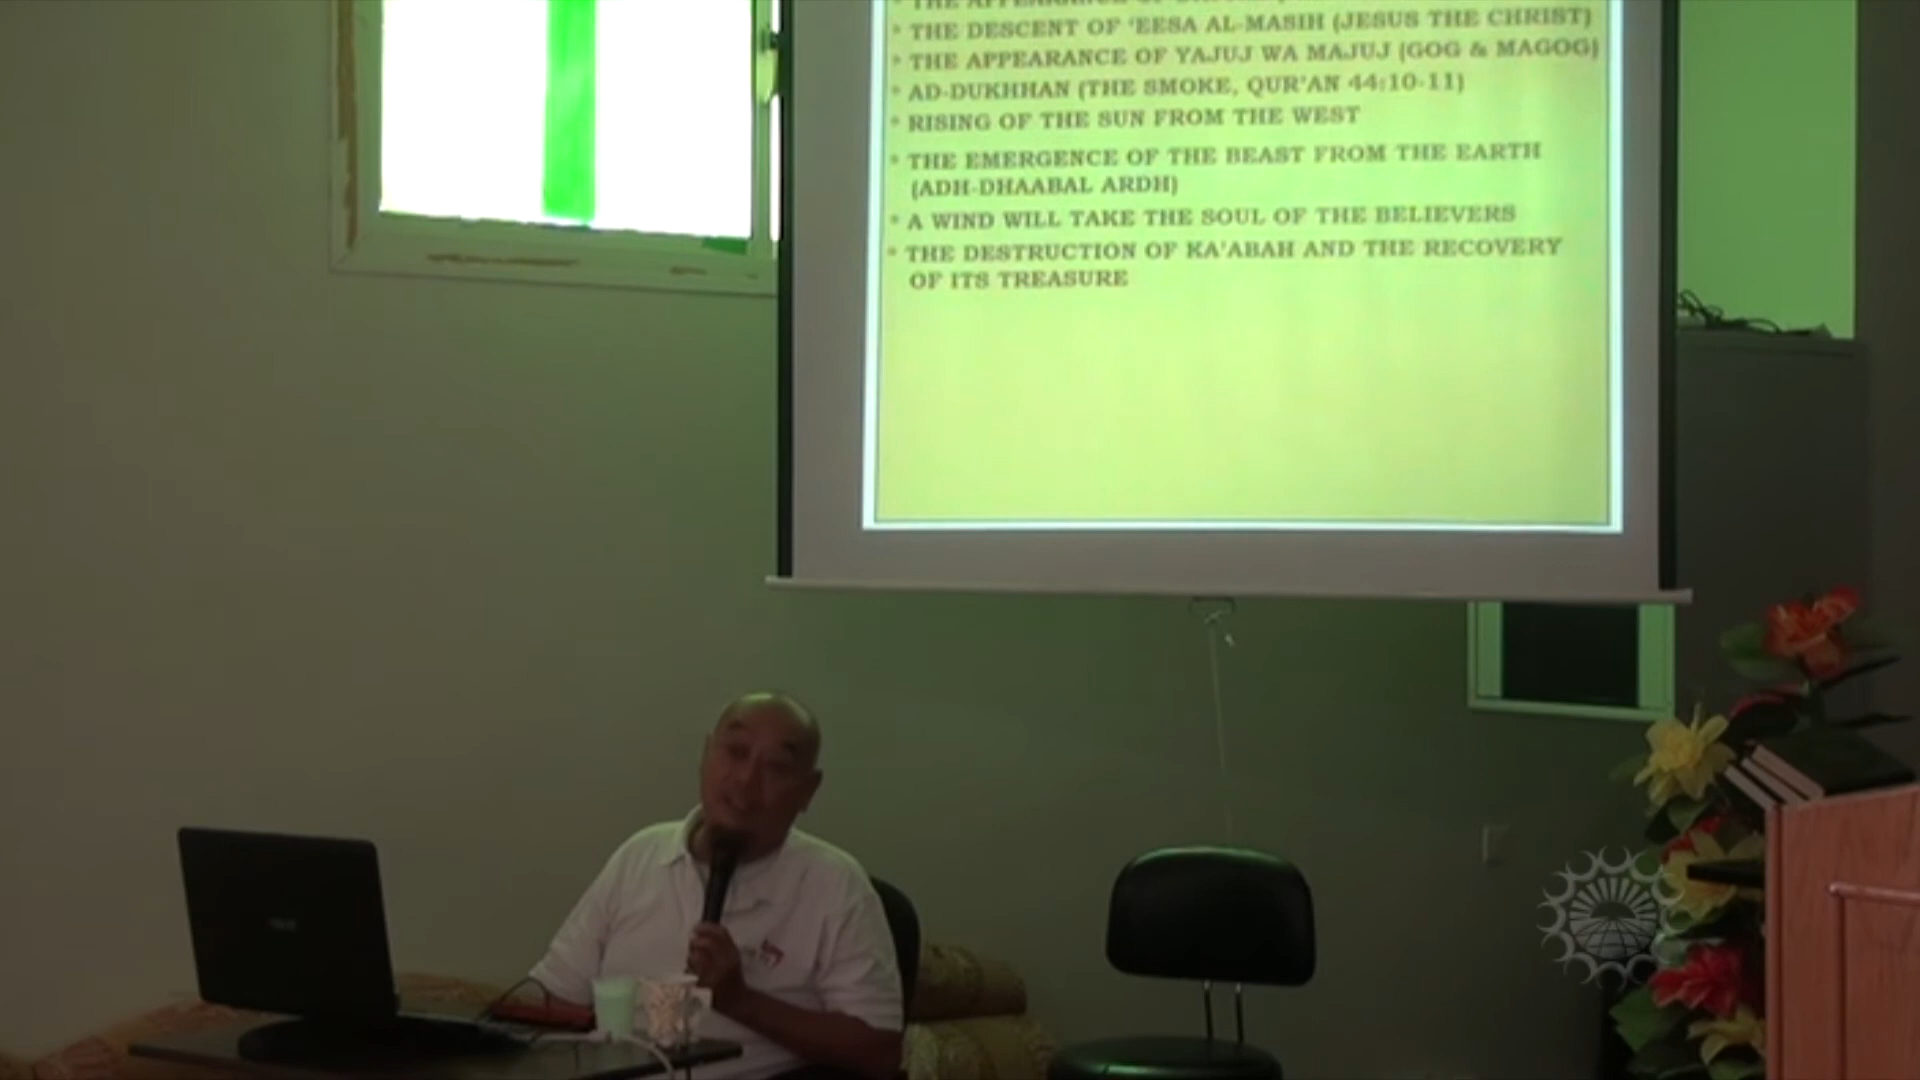 • THE APPEARANCE OF
• THE DESCENT OF 'EESA AL-MASIH (JESUS THE CHRIST)
• THE APPEARANCE OF YAJUJ WA MAJUJ (GOG & MAGOG)
• AD-DUKHHAN (THE SMOKE, QUR'AN 44:10-11)
• RISING OF THE SUN FROM THE WEST
• THE EMERGENCE OF THE BEAST FROM THE EARTH
(ADH-DHAABAL ARDH)
• A WIND WILL TAKE THE SOUL OF THE BELIEVERS
• THE DESTRUCTION OF KA'ABAH AND THE RECOVERY
OF ITS TREASURE